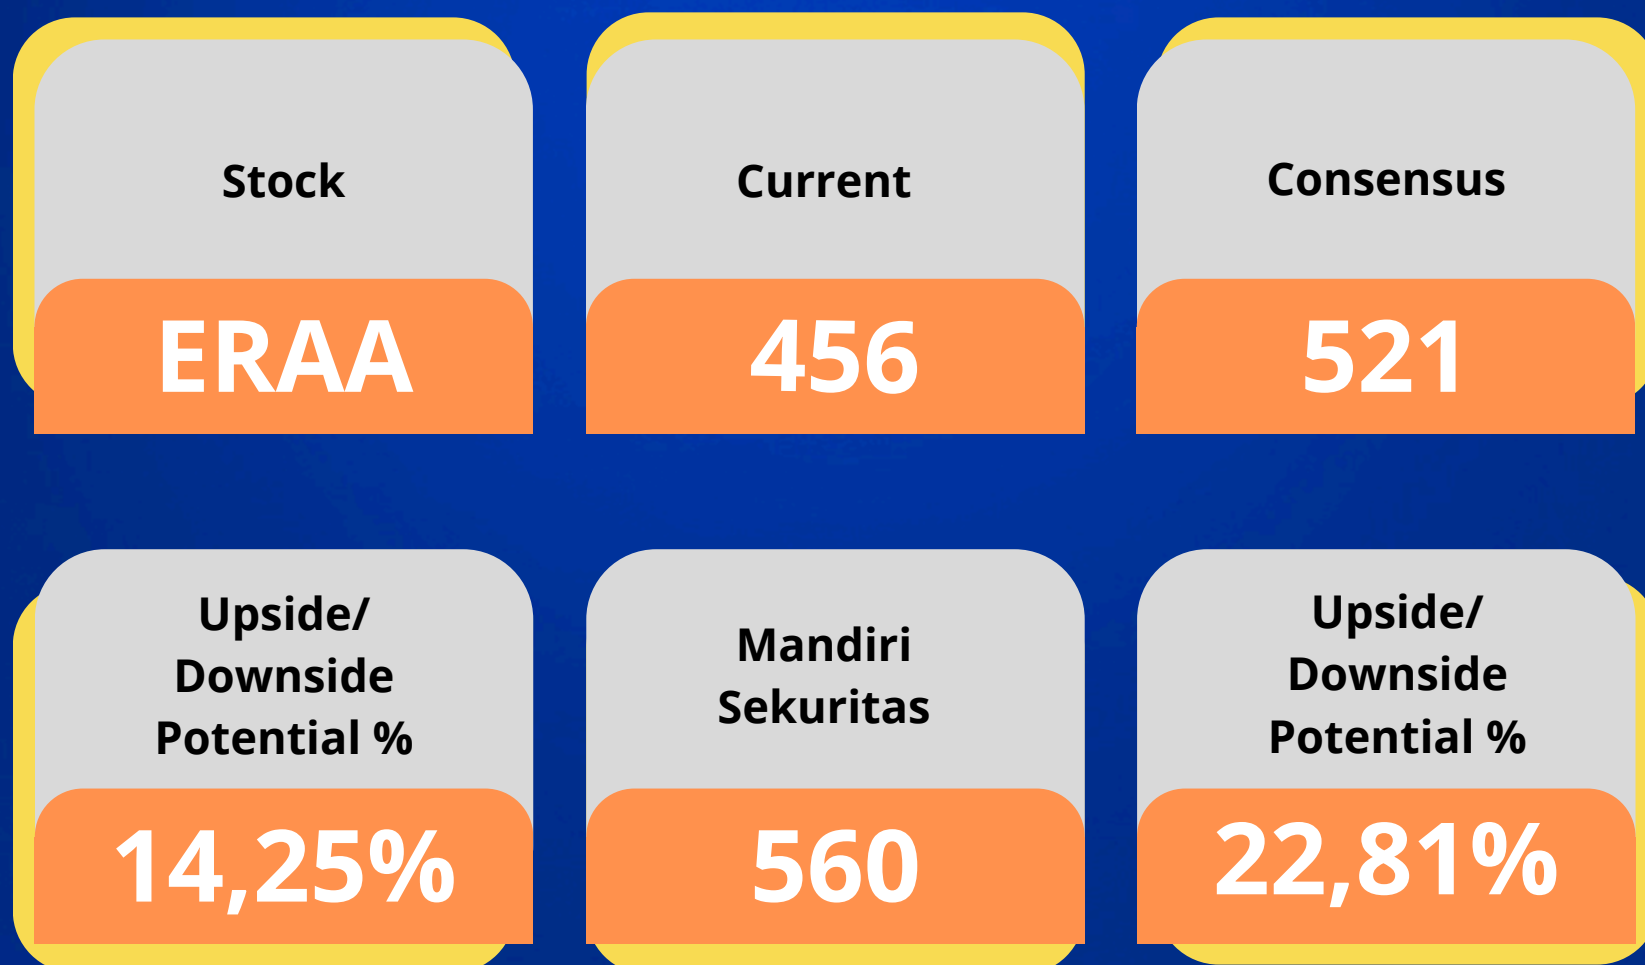 Stock
ERAA
Current
456
Consensus
521
Upside/
Downside
Potential %
14,25%
Mandiri
Sekuritas
560
Upside/
Downside
Potential %
22,81%